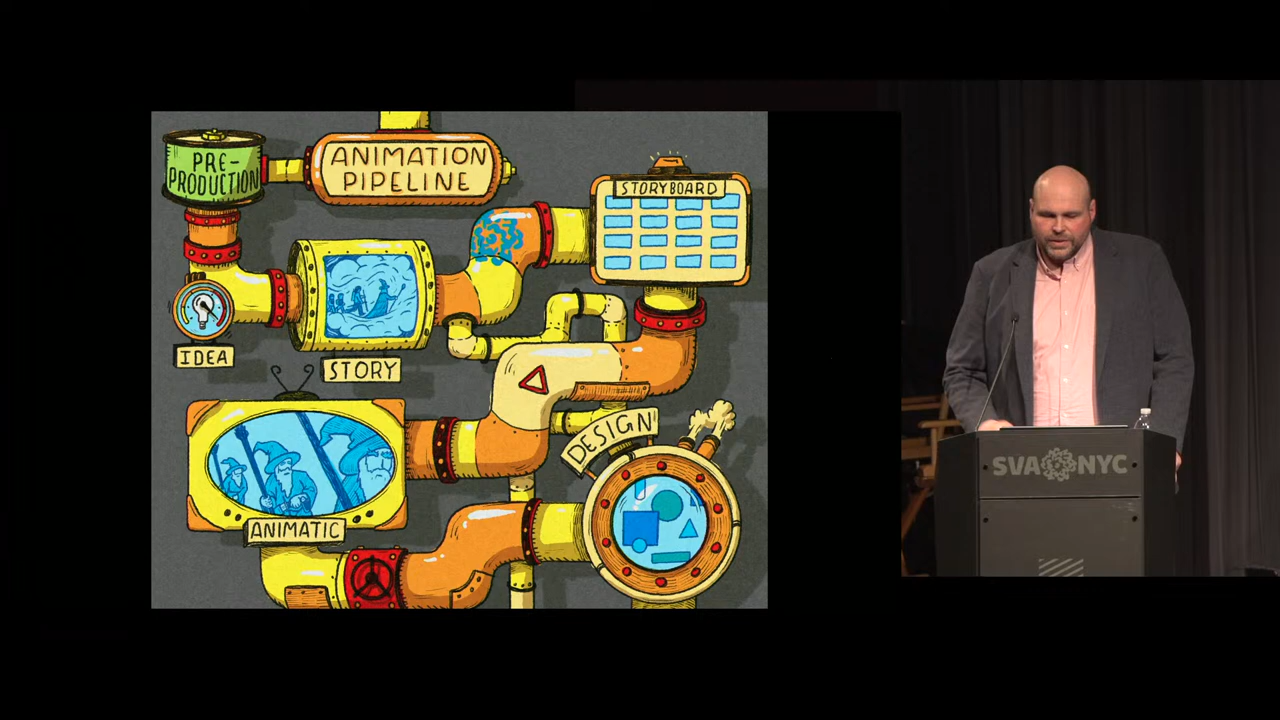 PRE-
PRODUCTION
ANIMATION
PIPELINE
STORYBOARD
IDEA
STORY
DESIGN
ANIMATIC
SVA NYC